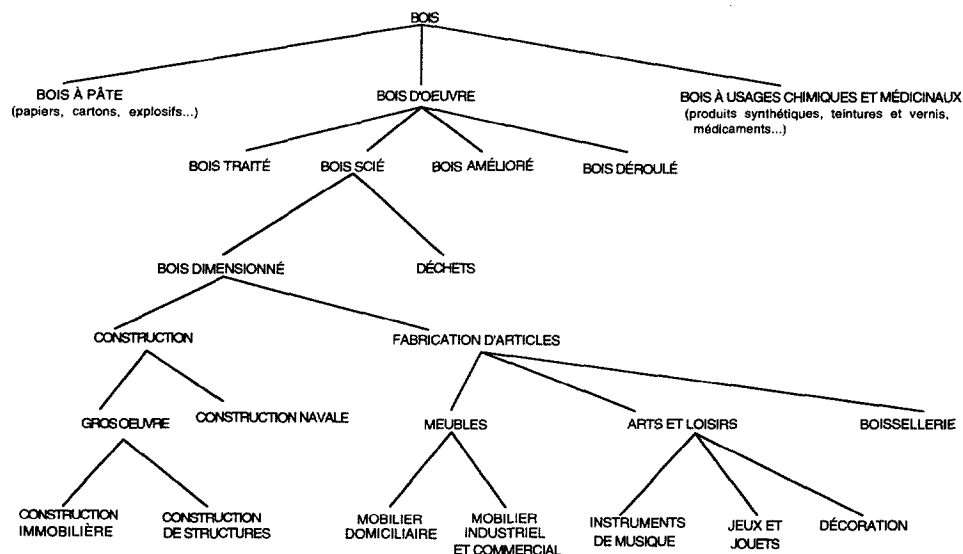 BOIS
BOIS À PÂTE
(papiers, cartons, explosifs...)
BOIS D'OEUVRE
BOIS À USAGES CHIMIQUES ET MÉDICINAUX
(produits synthétiques, teintures et vernis,
médicaments...)
BOIS TRAITÉ
BOIS SCIÉ
BOIS AMÉLIORÉ
BOIS DÉROULÉ
BOIS DIMENSIONNÉ
DÉCHETS
CONSTRUCTION
FABRICATION D'ARTICLES
GROS OEUVRE
CONSTRUCTION NAVALE
MEUBLES
ARTS ET LOISIRS
BOISSELLERIE
CONSTRUCTION
IMMOBILIÈRE
CONSTRUCTION
DE STRUCTURES
MOBILIER
DOMICILIAIRE
MOBILIER
INDUSTRIEL
ET COMMERCIAL
INSTRUMENTS
DE MUSIQUE
JEUX ET
JOUETS
DÉCORATION